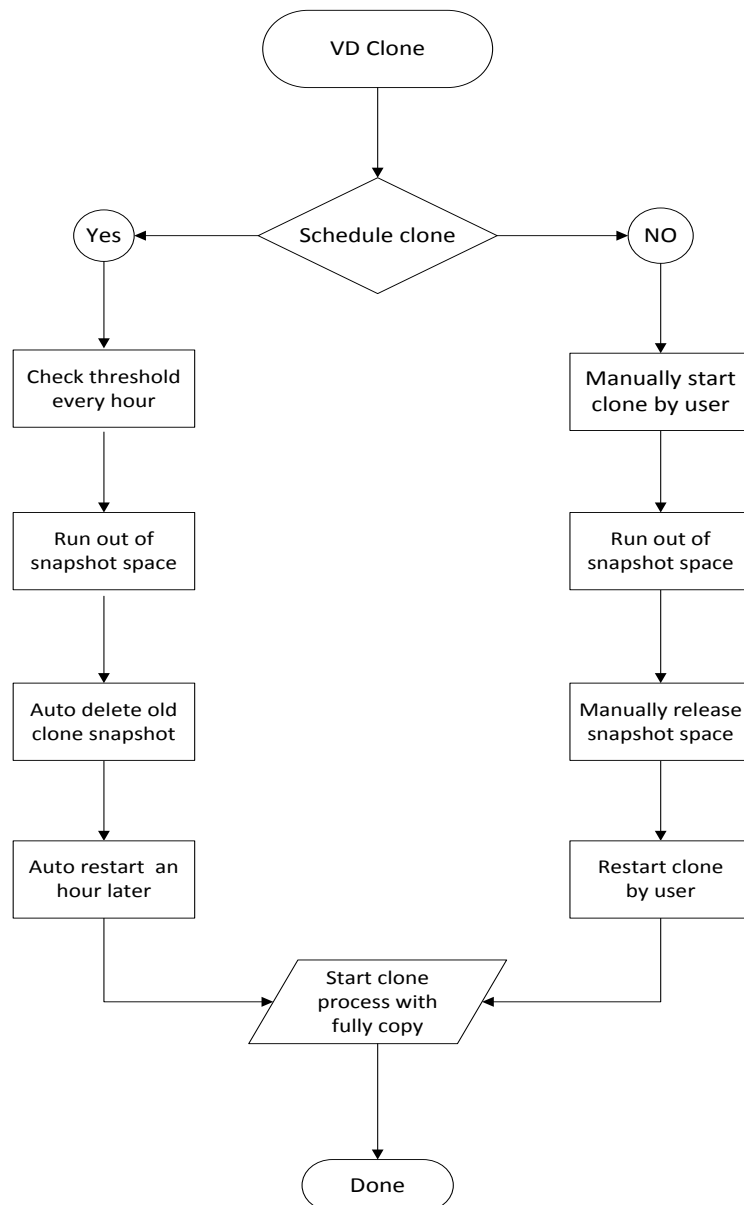 VD Clone
Schedule clone
Yes
NO
Check threshold
every hour
Manually start
clone by user
Run out of
snapshot space
Run out of
snapshot space
Auto delete old
clone snapshot
Manually release
snapshot space
Auto restart an
hour later
Restart clone
by user
Start clone
process with
fully copy
Done